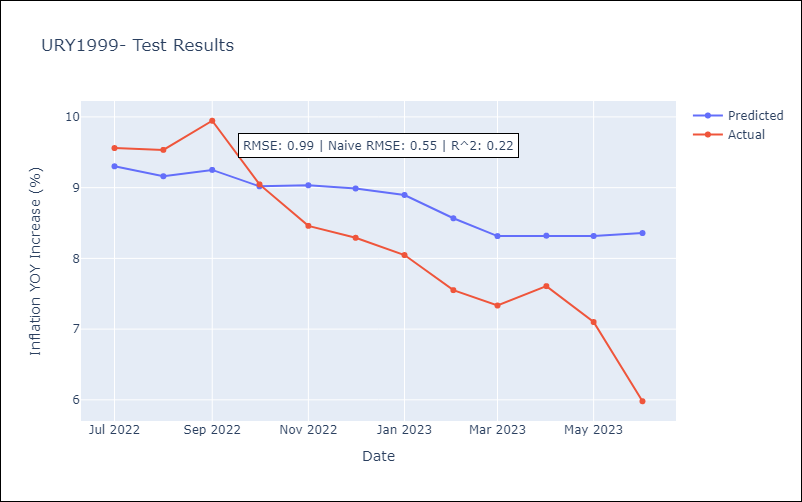 URY1999- Test Results
Predicted
Actual
RMSE: 0.99 | Naive RMSE: 0.55 | R^2: 0.22
Inflation YOY Increase (%)
10
9
8
7
6
Jul 2022 Sep 2022 Nov 2022 Jan 2023 Mar 2023 May 2023
Date